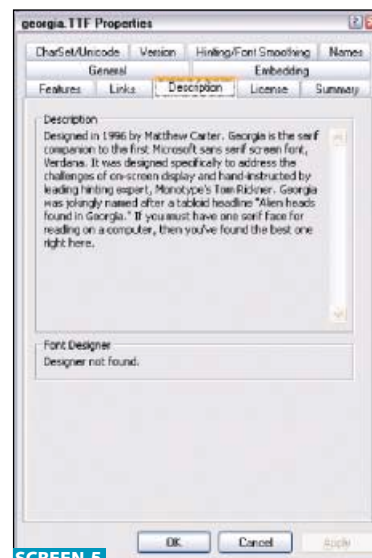 georgia.TTF Properties
CharSet/Unicode Version Hinting/Font Smoothing Names
General Embedding
Features Links Description License Summary
Description
Designed in 1996 by Matthew Carter. Georgia is the serif
companion to the first Microsoft sans serif screen font,
Verdana. It was designed specifically to address the
challenges of on-screen display and hand-instructed by
leading hinting expert, Monotype's Tom Rickner. Georgia
was jokingly named after a tabloid headline "Alien heads
found in Georgia." If you must have one serif face for
reading on a computer, then you've found the best one
right here.
Font Designer
Designer not found.
OK Cancel Apply
SCREEN 5